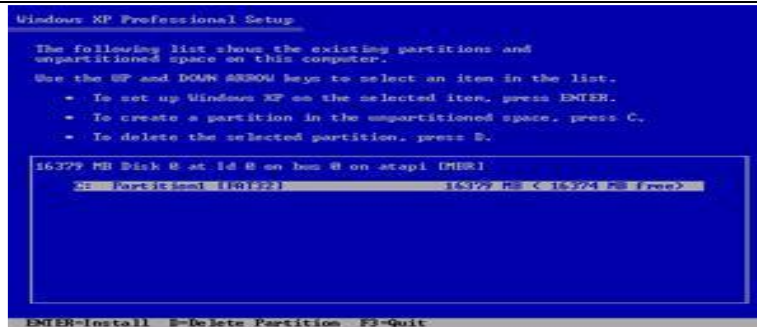 Windows XP Professional Setup
The following list shows the existing partitions and
unpartitioned space on this computer.
Use the UP and DOWN ARROW keys to select an item in the list.
• To set up Windows XP on the selected item, press ENTER.
• To create a partition in the unpartitioned space, press C.
• To delete the selected partition, press D.
16379 MB Disk 0 at Id 0 on bus 0 on atapi [MBR]
C: Partition1 [FAT32] 16379 MB ( 16374 MB free)
ENTER=Install D=Delete Partition F3=Quit